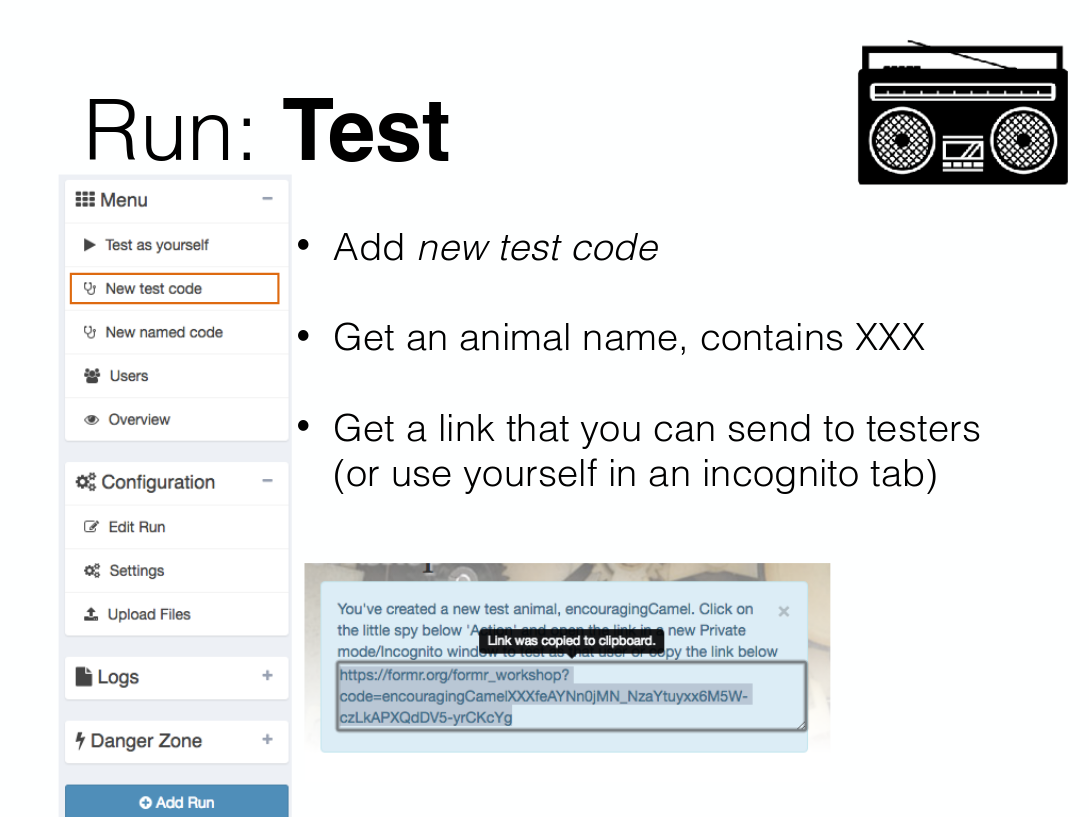 Run: Test
Menu
Test as yourself
New test code
New named code
Users
Overview
Configuration
Edit Run
Settings
Upload Files
Logs
Danger Zone
Add Run
• Add new test code
• Get an animal name, contains XXX
• Get a link that you can send to testers
(or use yourself in an incognito tab)
You've created a new test animal, encouragingCamel. Click on
the little spy below 'Action' and open the link in a new Private
Link was copied to clipboard.
mode/Incognito window to test as that user or copy the link below
https://formr.org/formr_workshop?
code=encouragingCamelXXXfeAYNn0jMN_NzaYtuyxx6M5W-
czLkAPXQdDV5-yrCKcYg